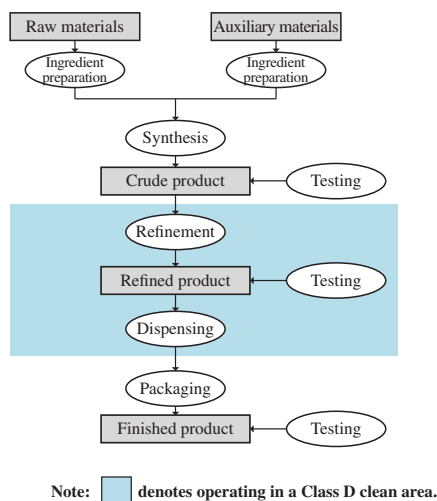 Raw materials
Auxiliary materials
Ingredient
preparation
Ingredient
preparation
Synthesis
Crude product
Testing
Refinement
Refined product
Testing
Dispensing
Packaging
Finished product
Testing
Note: denotes operating in a Class D clean area.